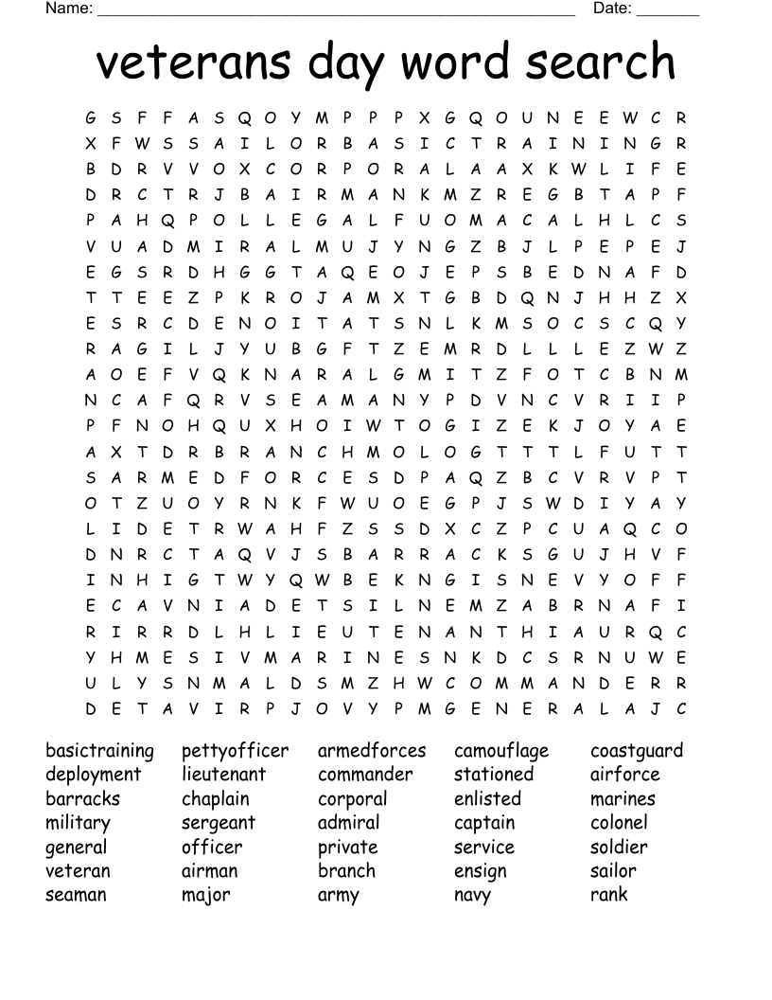 Name: ______________________________________________________ Date: _______
veterans day word search
G S F F A S Q O Y M P P P X G Q O U N E E W C R
X F W S S A I L O R B A S I C T R A I N I N G R
B D R V V O X C O R P O R A L A A X K W L I F E
D R C T R J B A I R M A N K M Z R E G B T A P F
P A H Q P O L L E G A L F U O M A C A L H L C S
V U A D M I R A L M U J Y N G Z B J L P E P E J
E G S R D H G G T A Q E O J E P S B E D N A F D
T T E E Z P K R O J A M X T G B D Q N J H H Z X
E S R C D E N O I T A T S N L K M S O C S C Q Y
R A G I L J Y U B G F T Z E M R D L L L E Z W Z
A O E F V Q K N A R A L G M I T Z F O T C B N M
N C A F Q R V S E A M A N Y P D V N C V R I I P
P F N O H Q U X H O I W T O G I Z E K J O Y A E
A X T D R B R A N C H M O L O G T T T L F U T T
S A R M E D F O R C E S D P A Q Z B C V R V P T
O T Z U O Y R N K F W U O E G P J S W D I Y A Y
L I D E T R W A H F Z S S D X C Z P C U A Q C O
D N R C T A Q V J S B A R R A C K S G U J H V F
I N H I G T W Y Q W B E K N G I S N E V Y O F F
E C A V N I A D E T S I L N E M Z A B R N A F I
R I R R D L H L I E U T E N A N T H I A U R Q C
Y H M E S I V M A R I N E S N K D C S R N U W E
U L Y S N M A L D S M Z H W C O M M A N D E R R
D E T A V I R P J O V Y P M G E N E R A L A J C
basictraining pettyofficer armedforces camouflage coastguard
deployment lieutenant commander stationed airforce
barracks chaplain corporal enlisted marines
military sergeant admiral captain colonel
general officer private service soldier
veteran airman branch ensign sailor
seaman major army navy rank